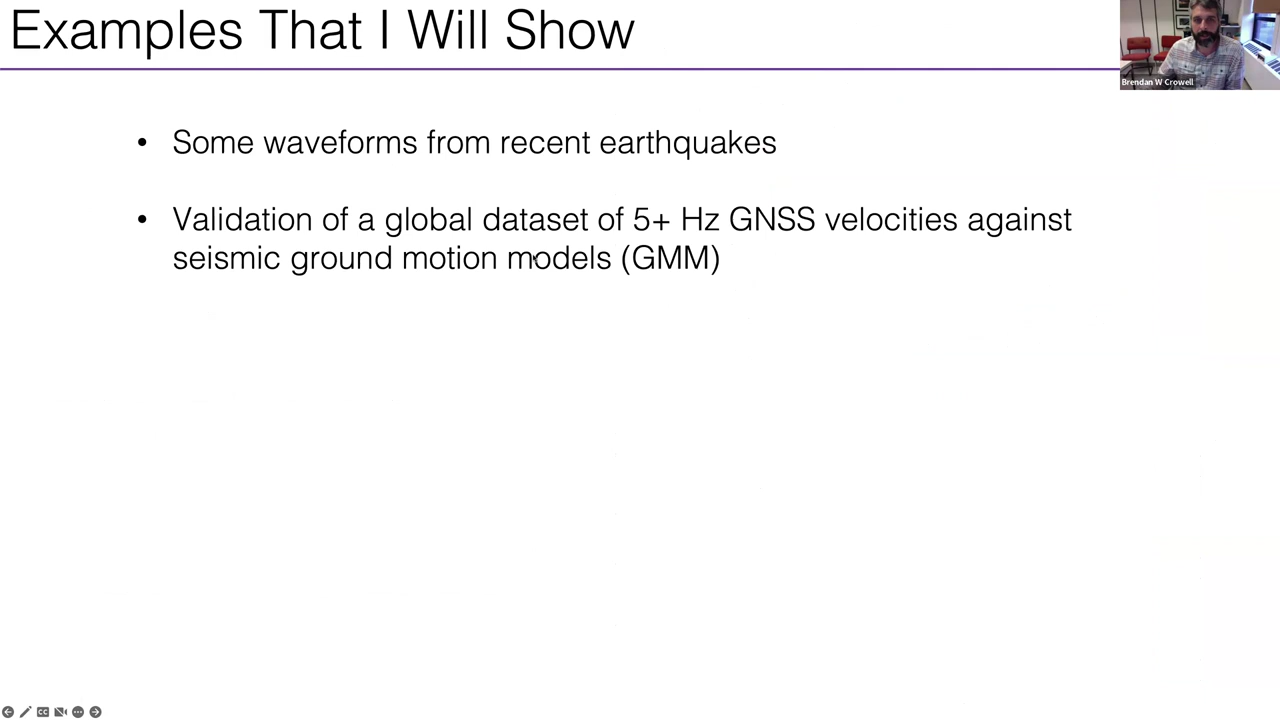 Examples That I Will Show
Brendan W Crowell
• Some waveforms from recent earthquakes
• Validation of a global dataset of 5+ Hz GNSS velocities against
seismic ground motion models (GMM)